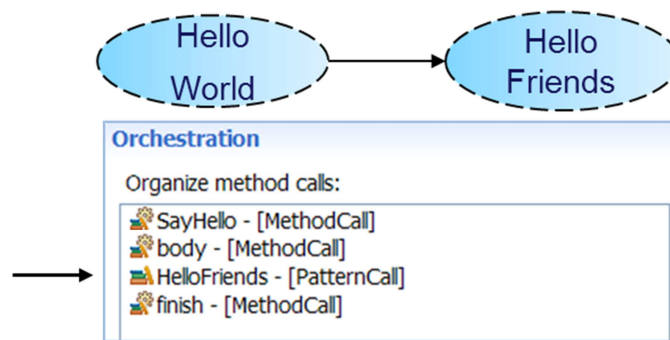 Hello
World
Hello
Friends
Orchestration
Organize method calls:
SayHello - [MethodCall]
body - [MethodCall]
HelloFriends - [PatternCall]
finish - [MethodCall]